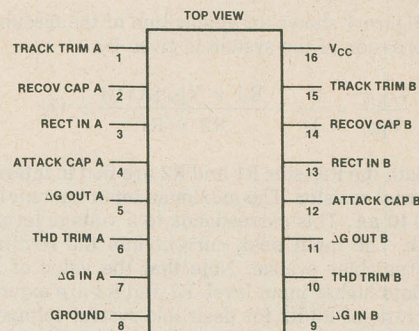 TOP VIEW
TRACK TRIM A 1
RECOV CAP A 2
RECT IN A 3
ATTACK CAP A 4
ΔG OUT A 5
THD TRIM A 6
ΔG IN A 7
GROUND 8
16 VCC
15 TRACK TRIM B
14 RECOV CAP B
13 RECT IN B
12 ATTACK CAP B
11 ΔG OUT B
10 THD TRIM B
9 ΔG IN B